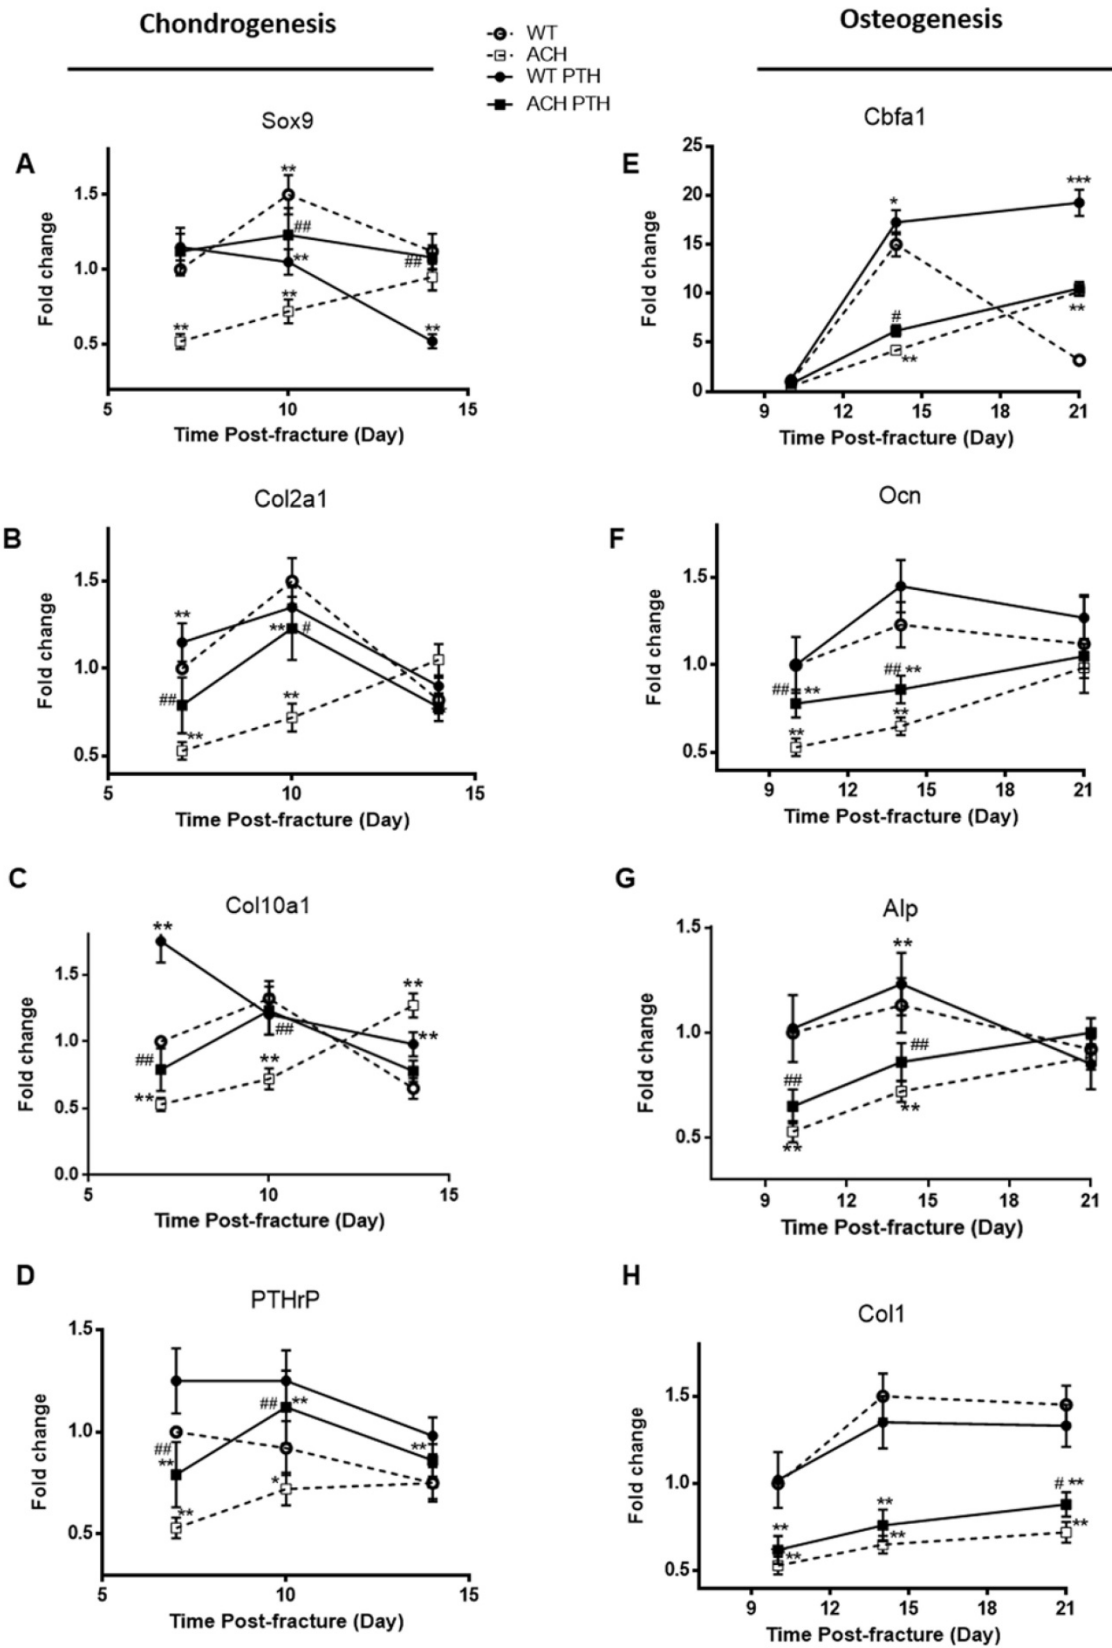 Chondrogenesis
WT
ACH
WT PTH
ACH PTH
Osteogenesis
Sox9
A
Fold change
1.5
1.0
0.5
**
**
##
**
**
##
**
5
10
15
Time Post-fracture (Day)
Col2a1
B
Fold change
1.5
1.0
0.5
**
##
**
**
#
**
5
10
15
Time Post-fracture (Day)
Col10a1
C
Fold change
1.5
1.0
0.5
0.0
**
##
**
##
**
**
**
5
10
15
Time Post-fracture (Day)
PTHrP
D
Fold change
1.5
1.0
0.5
##
**
**
##
**
*
**
5
10
15
Time Post-fracture (Day)
Cbfa1
E
Fold change
25
20
15
10
5
0
*
***
#
**
**
9
12
15
18
21
Time Post-fracture (Day)
Ocn
F
Fold change
1.5
1.0
0.5
##
**
##
**
**
**
9
12
15
18
21
Time Post-fracture (Day)
Alp
G
Fold change
1.5
1.0
0.5
**
##
##
**
**
9
12
15
18
21
Time Post-fracture (Day)
Col1
H
Fold change
1.5
1.0
0.5
**
**
**
**
#
**
**
9
12
15
18
21
Time Post-fracture (Day)